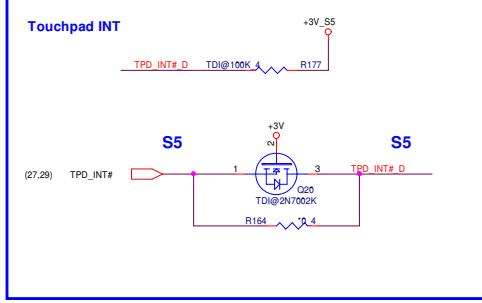 Touchpad INT
+3V_S5
TPD_INT#_D TDI@100K_4 R177
S5 +3V S5
2
(27,29) TPD_INT# 1 3 TPD_INT#_D
Q20
TDI@2N7002K
R164 *0_4